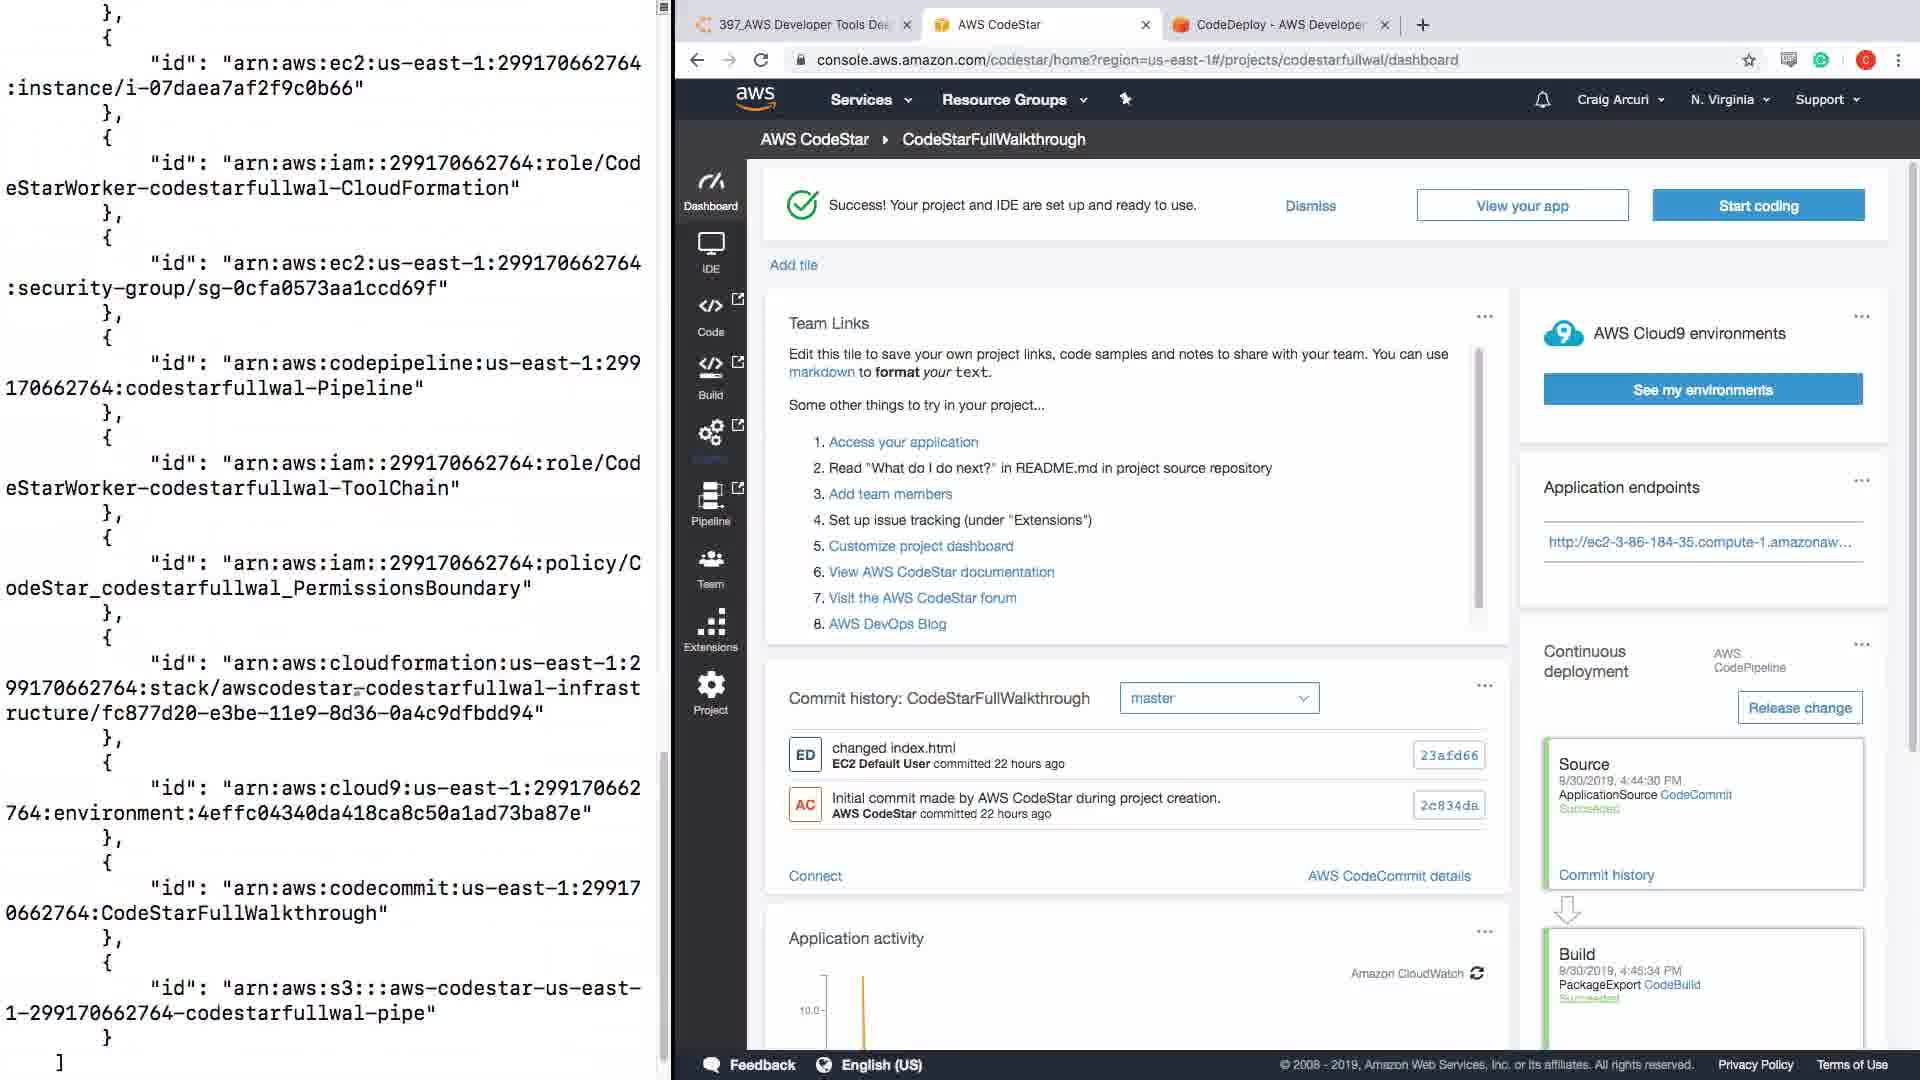 },
{
"id": "arn:aws:ec2:us-east-1:299170662764
:instance/i-07daea7af2f9c0b66"
},
{
"id": "arn:aws:iam::299170662764:role/Cod
eStarWorker-codestarfullwal-CloudFormation"
},
{
"id": "arn:aws:ec2:us-east-1:299170662764
:security-group/sg-0cfa0573aa1ccd69f"
},
{
"id": "arn:aws:codepipeline:us-east-1:299
170662764:codestarfullwal-Pipeline"
},
{
"id": "arn:aws:iam::299170662764:role/Cod
eStarWorker-codestarfullwal-ToolChain"
},
{
"id": "arn:aws:iam::299170662764:policy/C
odeStar_codestarfullwal_PermissionsBoundary"
},
{
"id": "arn:aws:cloudformation:us-east-1:2
99170662764:stack/awscodestar-codestarfullwal-infrast
ructure/fc877d20-e3be-11e9-8d36-0a4c9dfbdd94"
},
{
"id": "arn:aws:cloud9:us-east-1:299170662
764:environment:4effc04340da418ca8c50a1ad73ba87e"
},
{
"id": "arn:aws:codecommit:us-east-1:29917
0662764:CodeStarFullWalkthrough"
},
{
"id": "arn:aws:s3:::aws-codestar-us-east-
1-299170662764-codestarfullwal-pipe"
}
]
397_AWS Developer Tools Dee
AWS CodeStar
CodeDeploy - AWS Developer
console.aws.amazon.com/codestar/home?region=us-east-1#/projects/codestarfullwal/dashboard
C
aws
Services
Resource Groups
Craig Arcuri
N. Virginia
Support
AWS CodeStar
CodeStarFullWalkthrough
Dashboard
IDE
Code
Build
Pipeline
Team
Extensions
Project
Success! Your project and IDE are set up and ready to use.
Dismiss
View your app
Start coding
Add tile
Team Links
Edit this tile to save your own project links, code samples and notes to share with your team. You can use
markdown to format your text.
Some other things to try in your project...
1. Access your application
2. Read "What do I do next?" in README.md in project source repository
3. Add team members
4. Set up issue tracking (under "Extensions")
5. Customize project dashboard
6. View AWS CodeStar documentation
7. Visit the AWS CodeStar forum
8. AWS DevOps Blog
Commit history: CodeStarFullWalkthrough
master
ED
changed index.html
EC2 Default User committed 22 hours ago
23afd66
AC
Initial commit made by AWS CodeStar during project creation.
AWS CodeStar committed 22 hours ago
2c834da
Connect
AWS CodeCommit details
Application activity
Amazon CloudWatch
10.0
9
AWS Cloud9 environments
See my environments
Application endpoints
http://ec2-3-86-184-35.compute-1.amazonaw...
Continuous
deployment
AWS
CodePipeline
Release change
Source
9/30/2019, 4:44:30 PM
ApplicationSource CodeCommit
Succeeded
Commit history
Build
9/30/2019, 4:45:34 PM
PackageExport CodeBuild
Succeeded
Feedback
English (US)
© 2008 - 2019, Amazon Web Services, Inc. or its affiliates. All rights reserved.
Privacy Policy
Terms of Use